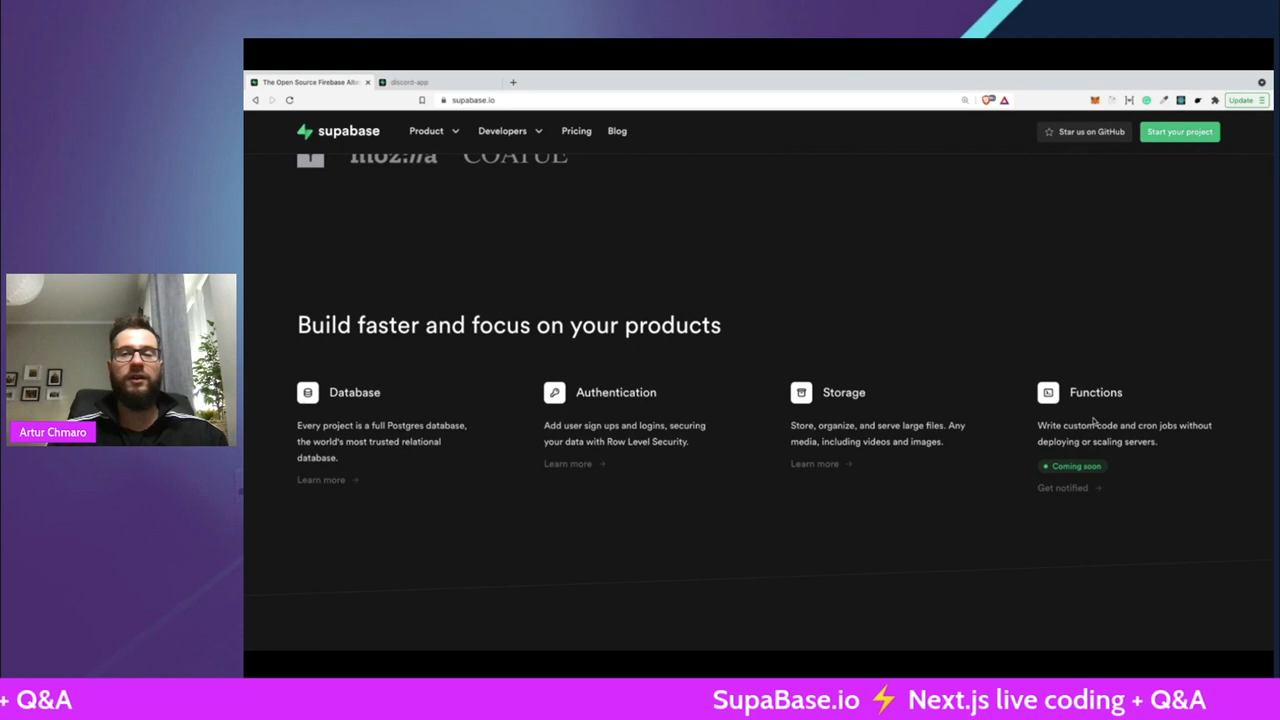 The Open Source Firebase Alte
discord-app
supabase.io
Update
supabase
Product
Developers
Pricing
Blog
Star us on GitHub
Start your project
moz://a
COATUE
Build faster and focus on your products
Database
Every project is a full Postgres database,
the world's most trusted relational
database.
Learn more →
Authentication
Add user sign ups and logins, securing
your data with Row Level Security.
Learn more →
Storage
Store, organize, and serve large files. Any
media, including videos and images.
Learn more →
Functions
Write custom code and cron jobs without
deploying or scaling servers.
Coming soon
Get notified →
Artur Chmaro
+ Q&A
SupaBase.io ⚡ Next.js live coding + Q&A